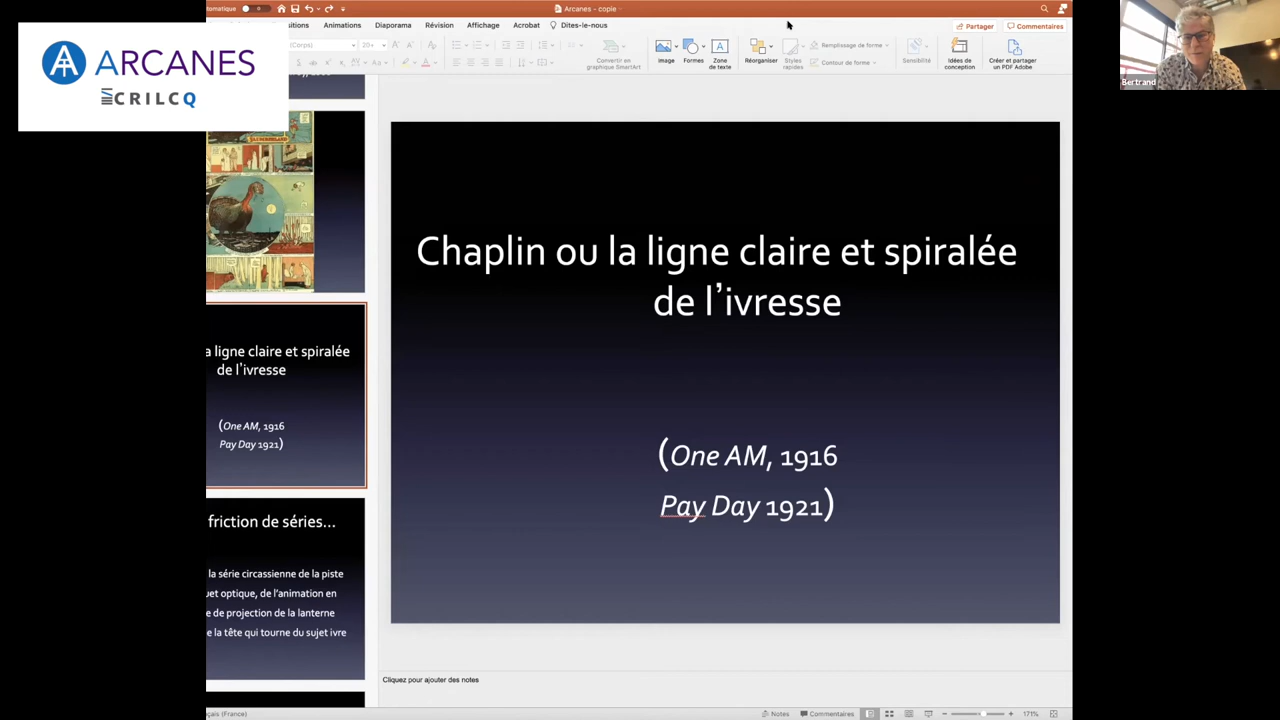 Arcanes - copie
Animations Diaporama Révision Affichage Acrobat Dites-le-nous
Partager Commentaires
ARCANES
CRILCQ
20+
Convertir en graphique SmartArt
Image Formes Zone de texte Réorganiser Styles rapides
Remplissage de forme
Contour de forme
Sensibilité
Idées de conception
Créer et partager un PDF Adobe
Bertrand
ligne claire et spiralée
de l'ivresse
(One AM, 1916
Pay Day 1921)
friction de séries...
la série circassienne de la piste
optique, de l'animation en
de projection de la lanterne
la tête qui tourne du sujet ivre
Chaplin ou la ligne claire et spiralée
de l'ivresse
(One AM, 1916
Pay Day 1921)
Cliquez pour ajouter des notes
(France)
Notes Commentaires 171%